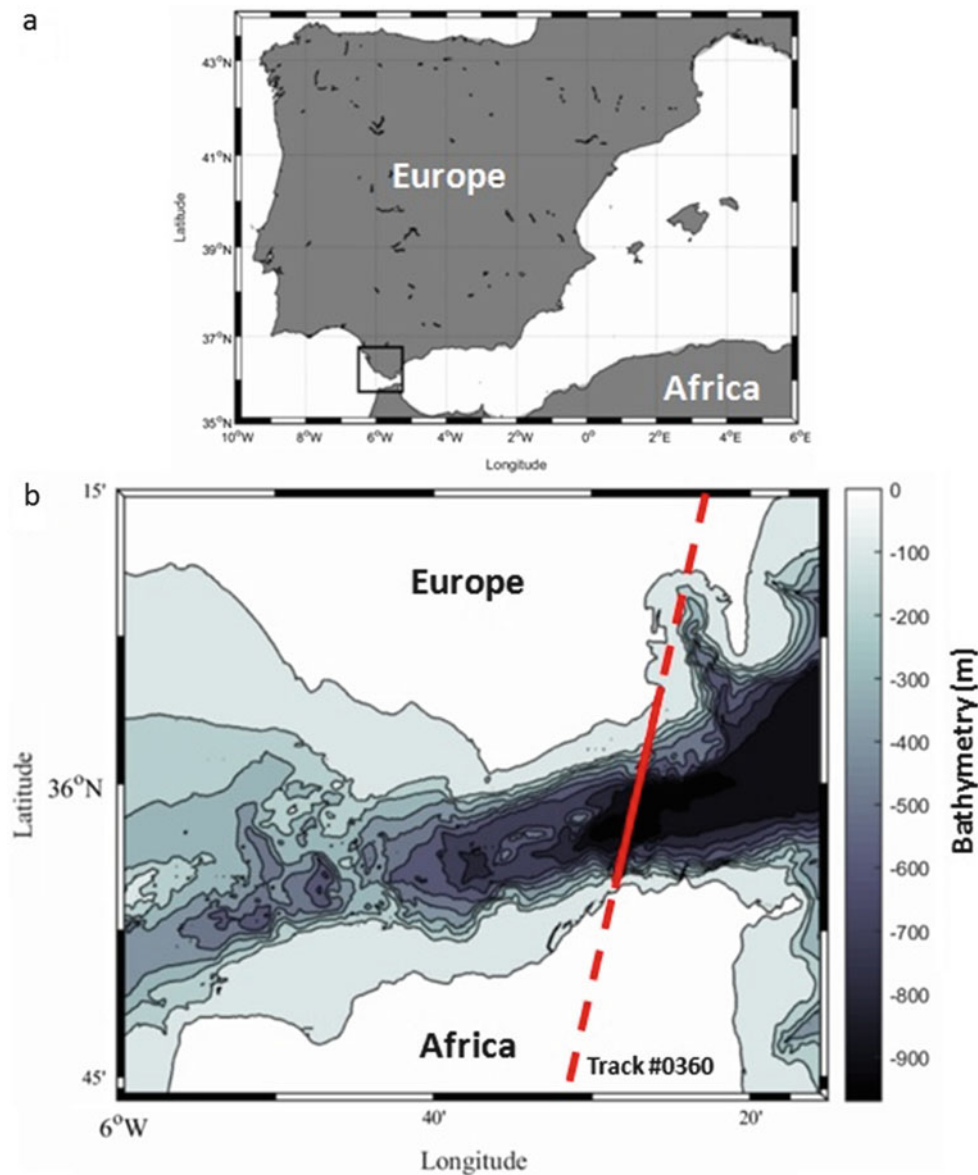 a
43°N
41°N
39°N
37°N
35°N
Latitude
Europe
Africa
10°W 8°W 6°W 4°W 2°W 0° 2°E 4°E 6°E
Longitude
b
15'
36°N
45'
Latitude
Europe
Africa
Track #0360
6°W 40' 20'
Longitude
0
-100
-200
-300
-400
-500
-600
-700
-800
-900
Bathymetry (m)